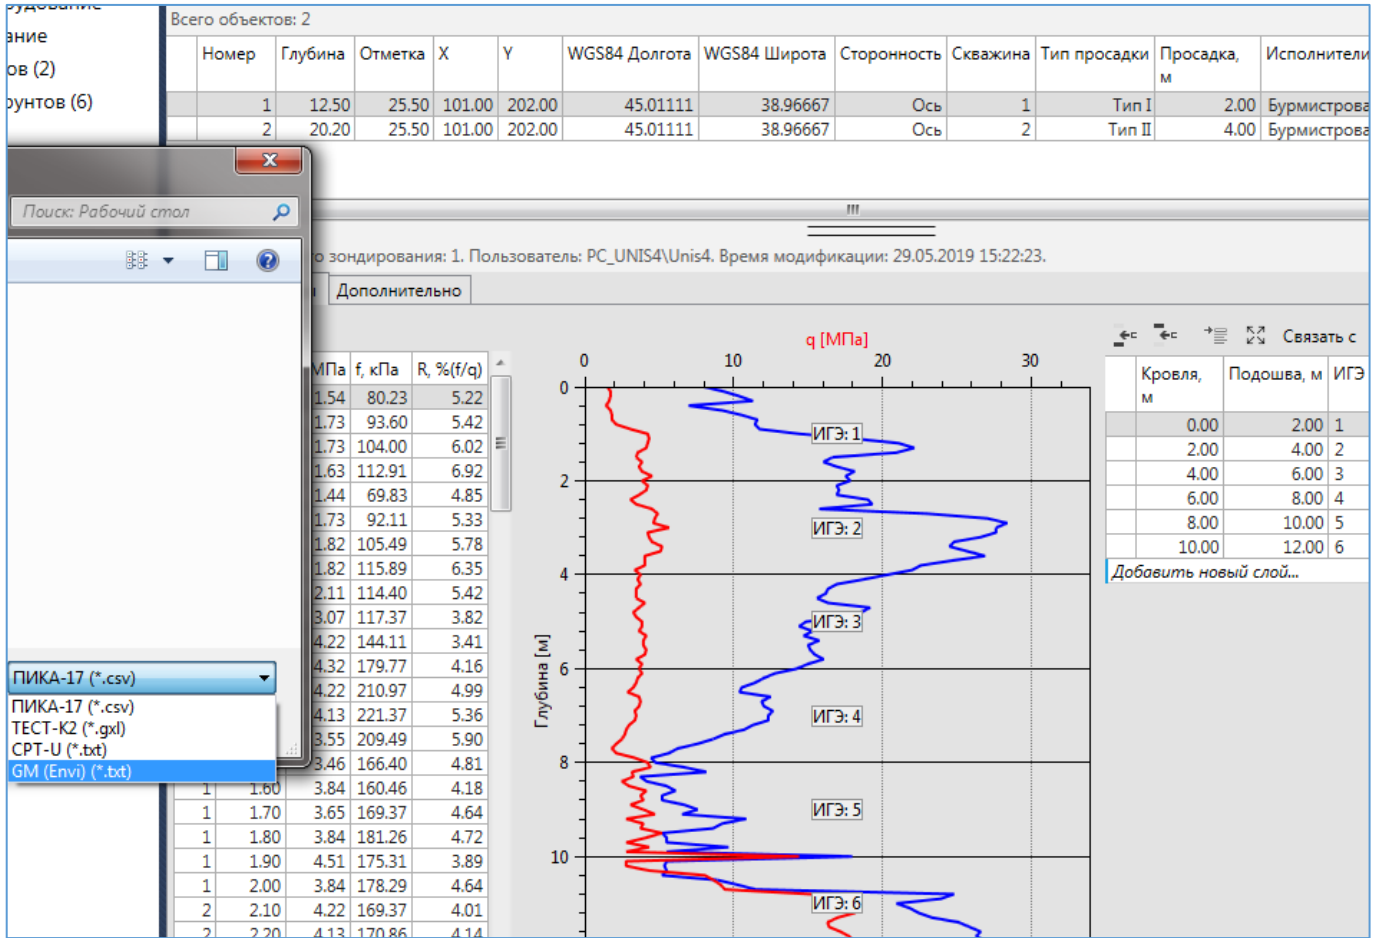 Всего объектов: 2
ов (2)
рунтов (6)
Номер Глубина Отметка X Y WGS84 Долгота WGS84 Широта Сторонность Скважина Тип просадки Просадка, м Исполнители
1 12.50 25.50 101.00 202.00 45.01111 38.96667 Ось 1 Тип I 2.00 Бурмистрова
2 20.20 25.50 101.00 202.00 45.01111 38.96667 Ось 2 Тип II 4.00 Бурмистрова
Поиск: Рабочий стол
о зондирования: 1. Пользователь: PC_UNIS4\Unis4. Время модификации: 29.05.2019 15:22:23.
Дополнительно
МПа f, кПа R, %(f/q)
1.54 80.23 5.22
1.73 93.60 5.42
1.73 104.00 6.02
1.63 112.91 6.92
1.44 69.83 4.85
1.73 92.11 5.33
1.82 105.49 5.78
1.82 115.89 6.35
2.11 114.40 5.42
3.07 117.37 3.82
4.22 144.11 3.41
4.32 179.77 4.16
4.22 210.97 4.99
4.13 221.37 5.36
3.55 209.49 5.90
3.46 166.40 4.81
1 1.60 3.84 160.46 4.18
1 1.70 3.65 169.37 4.64
1 1.80 3.84 181.26 4.72
1 1.90 4.51 175.31 3.89
1 2.00 3.84 178.29 4.64
2 2.10 4.22 169.37 4.01
2 2.20 4.13 170.86 4.14
ПИКА-17 (*.csv)
ПИКА-17 (*.csv)
ТЕСТ-К2 (*.gxl)
CPT-U (*.txt)
GM (Envi) (*.txt)
q [МПа]
0 10 20 30
Глубина [м]
0
2
4
6
8
10
ИГЭ: 1
ИГЭ: 2
ИГЭ: 3
ИГЭ: 4
ИГЭ: 5
ИГЭ: 6
Связать с
Кровля, м Подошва, м ИГЭ
0.00 2.00 1
2.00 4.00 2
4.00 6.00 3
6.00 8.00 4
8.00 10.00 5
10.00 12.00 6
Добавить новый слой...